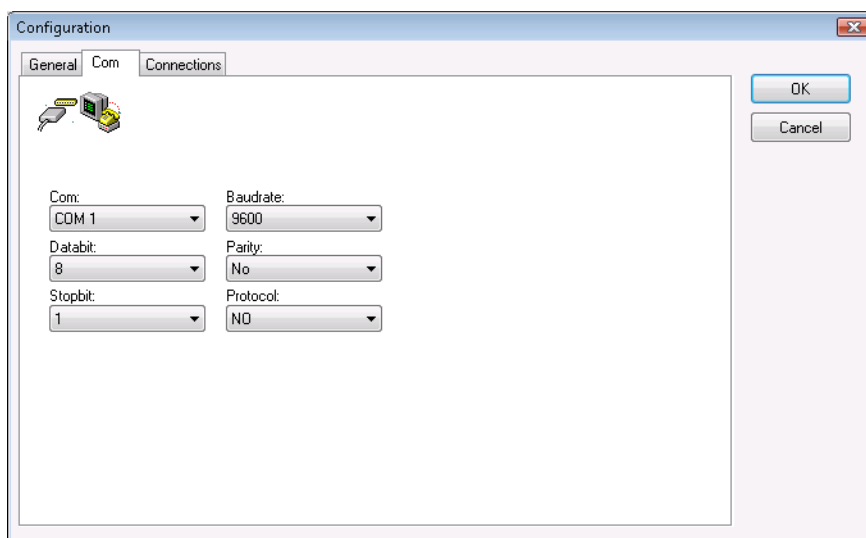 Configuration
General Com Connections
OK
Cancel
Com: Baudrate:
COM 1 9600
Databit: Parity:
8 No
Stopbit: Protocol:
1 NO